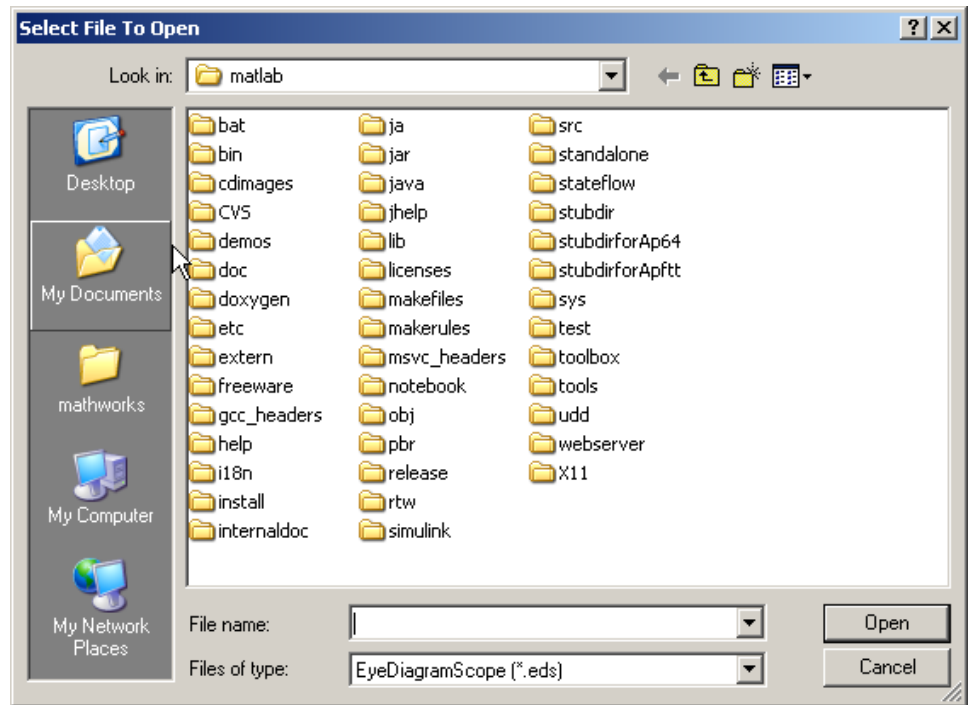 Select File To Open
Look in: matlab
Desktop
My Documents
mathworks
My Computer
My Network
Places
bat
bin
cdimages
CVS
demos
doc
doxygen
etc
extern
freeware
gcc_headers
help
i18n
install
internaldoc
ja
jar
java
jhelp
lib
licenses
makefiles
makerules
msvc_headers
notebook
obj
pbr
release
rtw
simulink
src
standalone
stateflow
stubdir
stubdirforAp64
stubdirforApftt
sys
test
toolbox
tools
udd
webserver
X11
File name:
Open
Files of type: EyeDiagramScope (*.eds)
Cancel